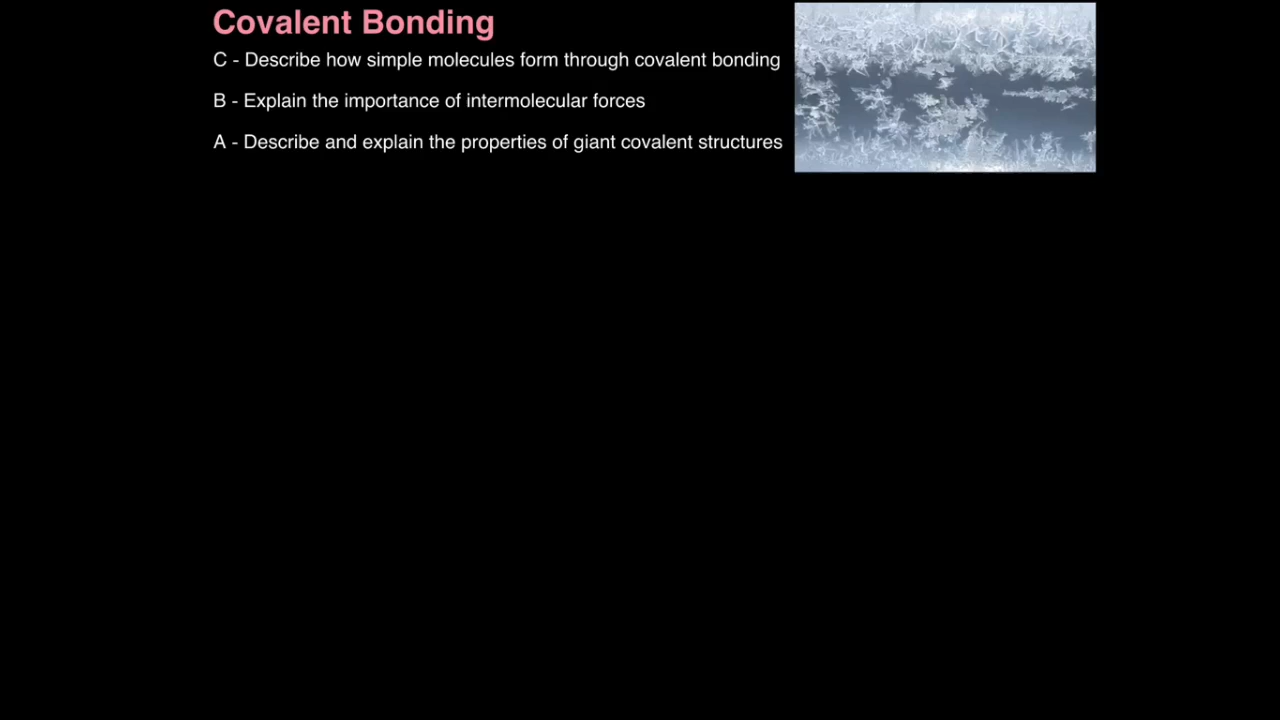 Covalent Bonding
C - Describe how simple molecules form through covalent bonding
B - Explain the importance of intermolecular forces
A - Describe and explain the properties of giant covalent structures